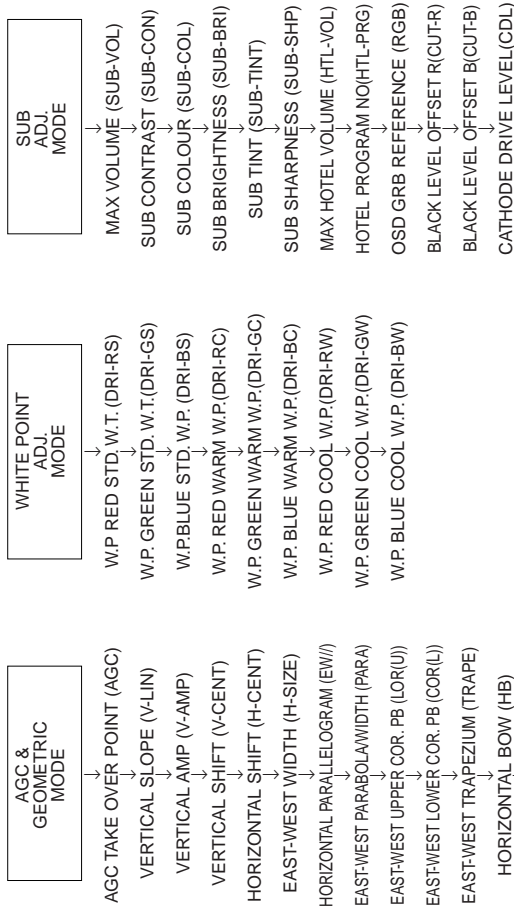 AGC &
GEOMETRIC
MODE
AGC TAKE OVER POINT (AGC)
VERTICAL SLOPE (V-LIN)
VERTICAL AMP (V-AMP)
VERTICAL SHIFT (V-CENT)
HORIZONTAL SHIFT (H-CENT)
EAST-WEST WIDTH (H-SIZE)
HORIZONTAL PARALLELOGRAM (EW//)
EAST-WEST PARABOLA/WIDTH (PARA)
EAST-WEST UPPER COR. PB (LOR(U))
EAST-WEST LOWER COR. PB (COR(L))
EAST-WEST TRAPEZIUM (TRAPE)
HORIZONTAL BOW (HB)
WHITE POINT
ADJ.
MODE
W.P RED STD. W.T. (DRI-RS)
W.P. GREEN STD. W.T.(DRI-GS)
W.P.BLUE STD. W.P. (DRI-BS)
W.P. RED WARM W.P.(DRI-RC)
W.P. GREEN WARM W.P.(DRI-GC)
W.P. BLUE WARM W.P.(DRI-BC)
W.P. RED COOL W.P.(DRI-RW)
W.P. GREEN COOL W.P.(DRI-GW)
W.P. BLUE COOL W.P. (DRI-BW)
SUB
ADJ.
MODE
MAX VOLUME (SUB-VOL)
SUB CONTRAST (SUB-CON)
SUB COLOUR (SUB-COL)
SUB BRIGHTNESS (SUB-BRI)
SUB TINT (SUB-TINT)
SUB SHARPNESS (SUB-SHP)
MAX HOTEL VOLUME (HTL-VOL)
HOTEL PROGRAM NO(HTL-PRG)
OSD GRB REFERENCE (RGB)
BLACK LEVEL OFFSET R(CUT-R)
BLACK LEVEL OFFSET B(CUT-B)
CATHODE DRIVE LEVEL(CDL)